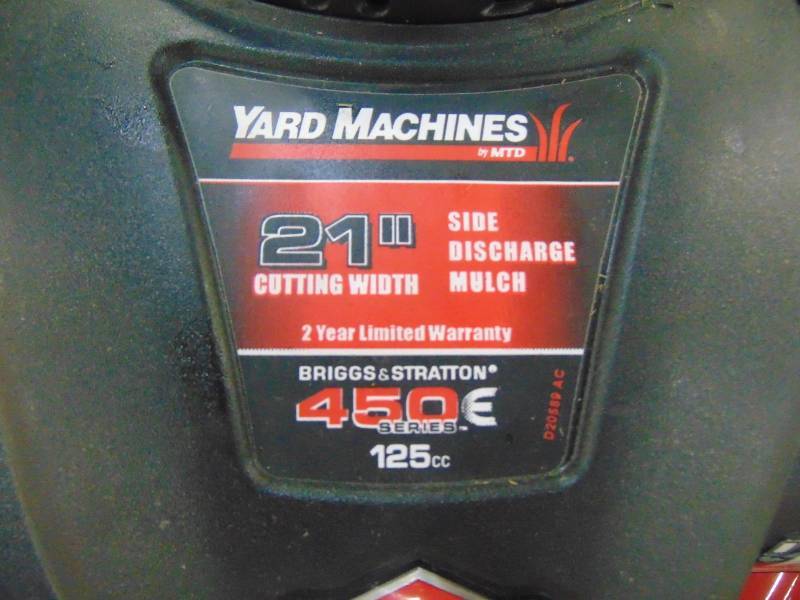 YARD MACHINES
by MTD
21"
CUTTING WIDTH
SIDE
DISCHARGE
MULCH
2 Year Limited Warranty
BRIGGS&STRATTON®
450E
SERIES™
125cc
D20589 AC